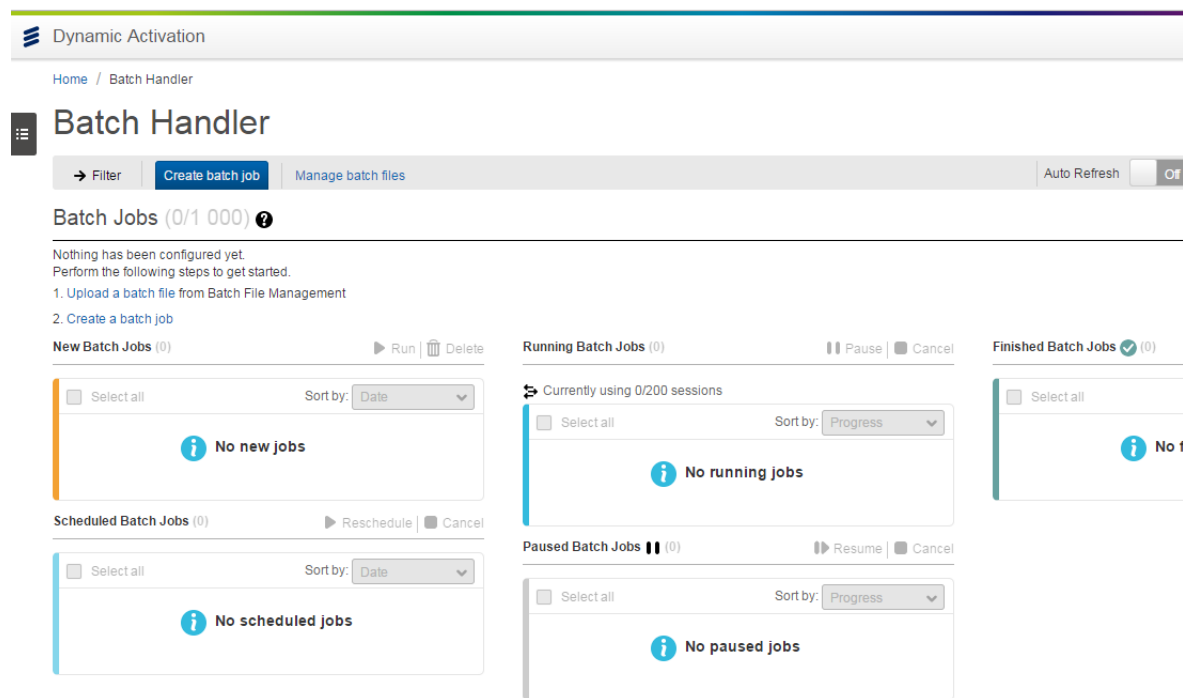 Dynamic Activation
Home / Batch Handler
Batch Handler
Filter Create batch job Manage batch files Auto Refresh Off
Batch Jobs (0/1 000) ?
Nothing has been configured yet.
Perform the following steps to get started.
1. Upload a batch file from Batch File Management
2. Create a batch job
New Batch Jobs (0) Run | Delete
Select all Sort by: Date
No new jobs
Scheduled Batch Jobs (0) Reschedule | Cancel
Select all Sort by: Date
No scheduled jobs
Running Batch Jobs (0) Pause | Cancel
Currently using 0/200 sessions
Select all Sort by: Progress
No running jobs
Paused Batch Jobs (0) Resume | Cancel
Select all Sort by: Progress
No paused jobs
Finished Batch Jobs (0)
Select all
No